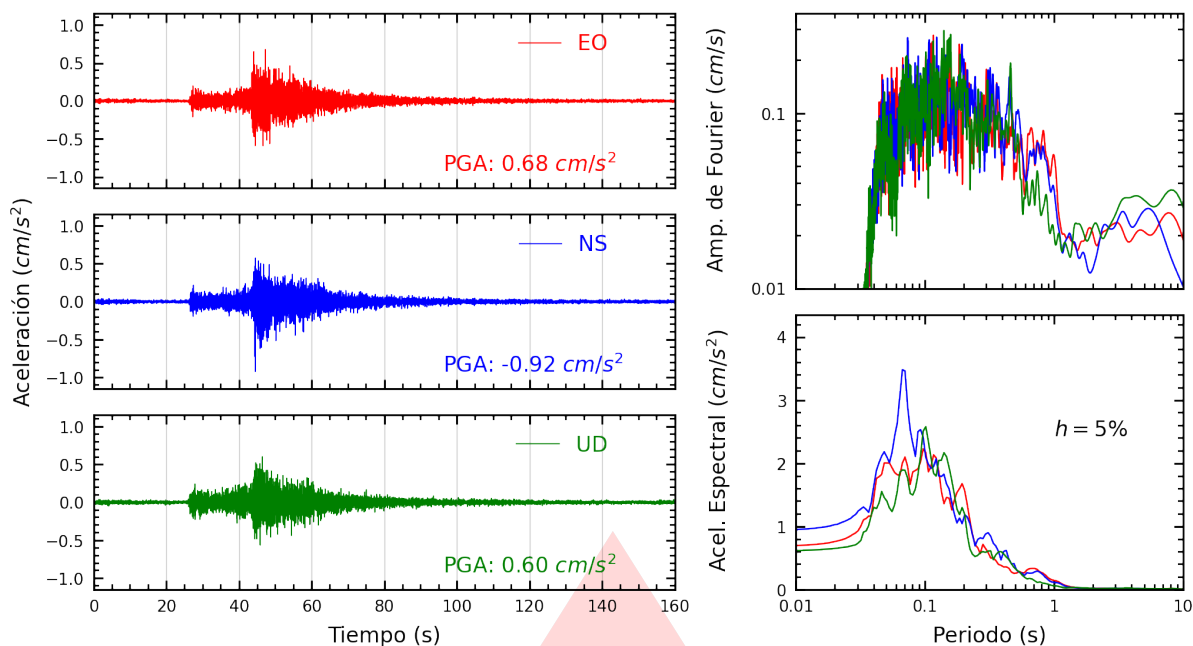 Aceleración (cm/s²)
1.0
0.5
0.0
−0.5
−1.0
EO
PGA: 0.68 cm/s²
1.0
0.5
0.0
−0.5
−1.0
NS
PGA: -0.92 cm/s²
1.0
0.5
0.0
−0.5
−1.0
UD
PGA: 0.60 cm/s²
0 20 40 60 80 100 120 140 160
Tiempo (s)
Amp. de Fourier (cm/s)
0.1
0.01
Acel. Espectral (cm/s²)
4
3
2
1
0
h = 5%
0.01 0.1 1 10
Periodo (s)